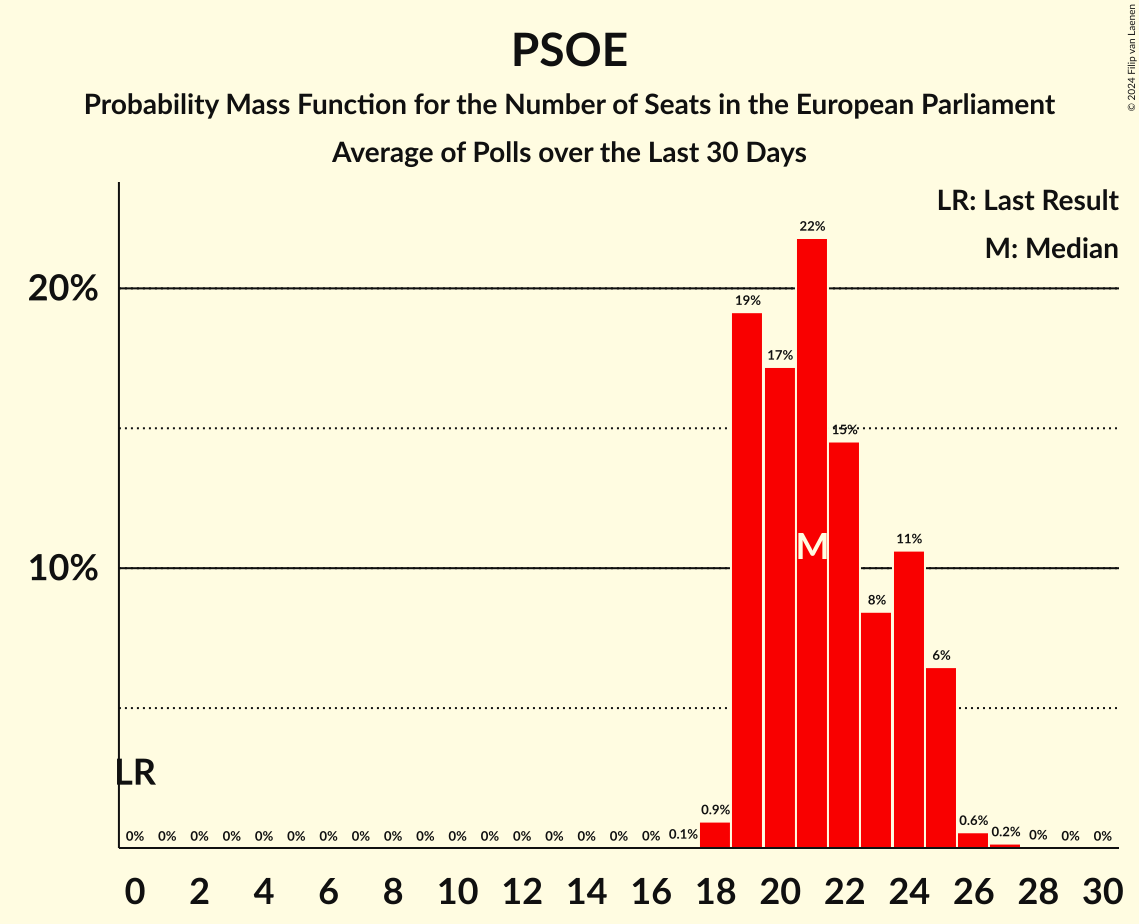 PSOE
Probability Mass Function for the Number of Seats in the European Parliament
Average of Polls over the Last 30 Days
© 2024 Filip van Laenen
LR: Last Result
M: Median
20%
10%
22%
19%
17%
15%
M
11%
8%
6%
LR
0% 0% 0% 0% 0% 0% 0% 0% 0% 0% 0% 0% 0% 0% 0% 0% 0% 0.1% 0.9% 0.6% 0.2% 0% 0% 0%
0 2 4 6 8 10 12 14 16 18 20 22 24 26 28 30